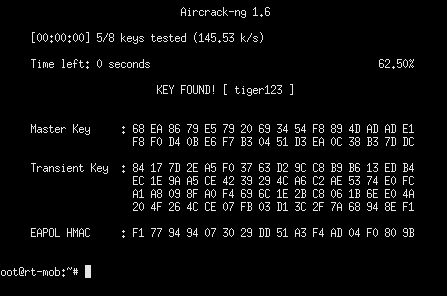 Aircrack-ng 1.6
[00:00:00] 5/8 keys tested (145.53 k/s)
Time left: 0 seconds 62.50%
KEY FOUND! [ tiger123 ]
Master Key : 68 EA 86 79 E5 79 20 69 34 54 F8 89 4D AD AD E1
F8 F0 D4 0B E6 F7 B3 04 51 D3 EA 0C 38 B3 7D DC
Transient Key : 84 17 7D 2E A5 F0 37 63 D2 9C C8 B9 B6 13 ED B4
EC 1E 9A A5 CE 42 39 29 4C A6 C2 AE 53 74 E0 FC
A1 A8 09 8F A0 F4 69 6C 1E 2B C8 06 1B 6E E0 4A
20 4F 26 4C CE 07 FB 03 D1 3C 2F 7A 68 94 8E F1
EAPOL HMAC : F1 77 94 94 07 30 29 DD 51 A3 F4 AD 04 F0 80 9B
oot@rt-mob:~#